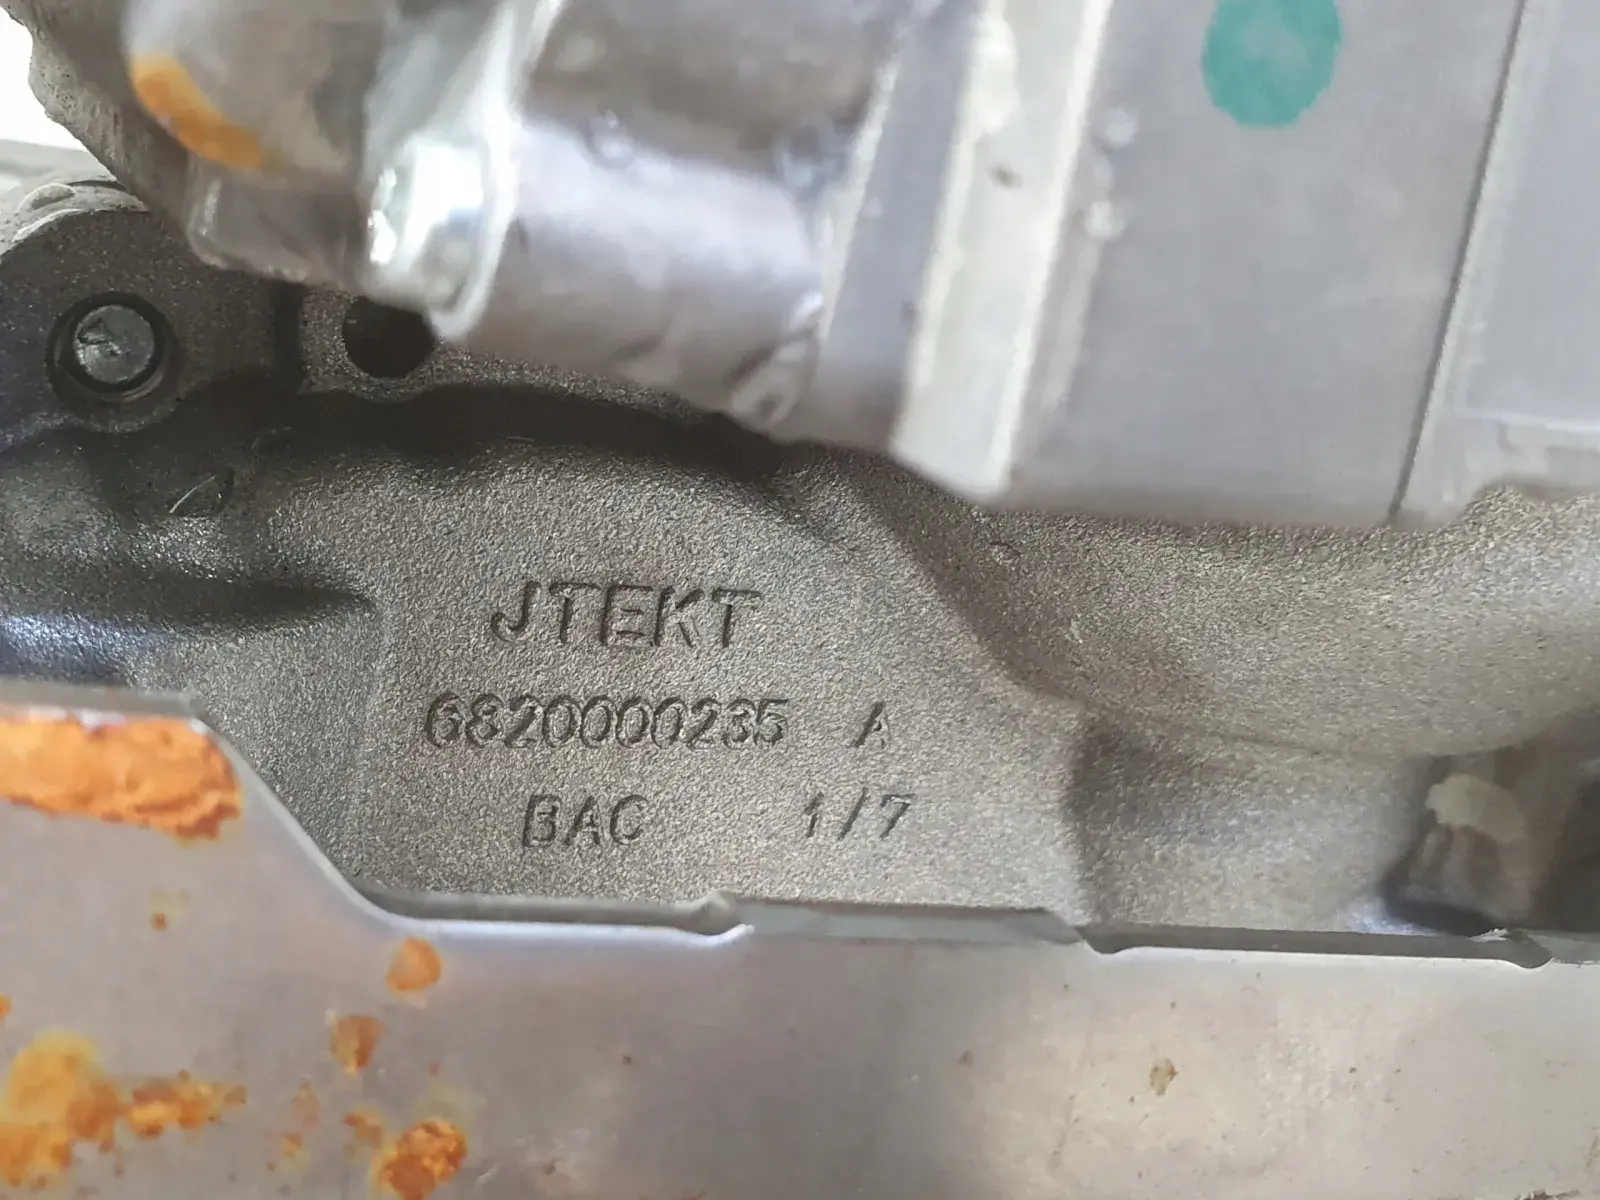 JTEKT
6820000235 A
BAC 1/7